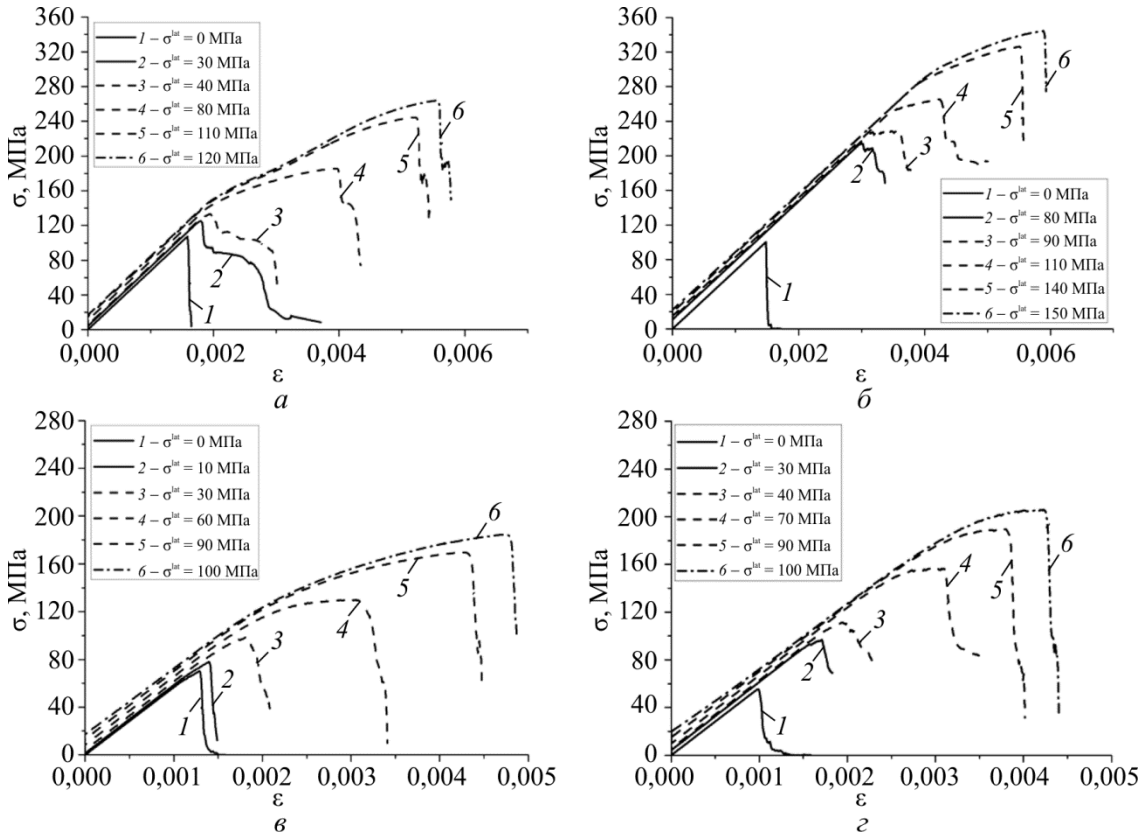 σ, МПа
360
320
280
240
200
160
120
80
40
0
1 – σˡᵃᵗ = 0 МПа
2 – σˡᵃᵗ = 30 МПа
3 – σˡᵃᵗ = 40 МПа
4 – σˡᵃᵗ = 80 МПа
5 – σˡᵃᵗ = 110 МПа
6 – σˡᵃᵗ = 120 МПа
1
2
3
4
5
6
0,000 0,002 0,004 0,006
ε
а
σ, МПа
360
320
280
240
200
160
120
80
40
0
1 – σˡᵃᵗ = 0 МПа
2 – σˡᵃᵗ = 80 МПа
3 – σˡᵃᵗ = 90 МПа
4 – σˡᵃᵗ = 110 МПа
5 – σˡᵃᵗ = 140 МПа
6 – σˡᵃᵗ = 150 МПа
1
2
3
4
5
6
0,000 0,002 0,004 0,006
ε
б
σ, МПа
280
240
200
160
120
80
40
0
1 – σˡᵃᵗ = 0 МПа
2 – σˡᵃᵗ = 10 МПа
3 – σˡᵃᵗ = 30 МПа
4 – σˡᵃᵗ = 60 МПа
5 – σˡᵃᵗ = 90 МПа
6 – σˡᵃᵗ = 100 МПа
1
2
3
4
5
6
0,000 0,001 0,002 0,003 0,004 0,005
ε
в
σ, МПа
280
240
200
160
120
80
40
0
1 – σˡᵃᵗ = 0 МПа
2 – σˡᵃᵗ = 30 МПа
3 – σˡᵃᵗ = 40 МПа
4 – σˡᵃᵗ = 70 МПа
5 – σˡᵃᵗ = 90 МПа
6 – σˡᵃᵗ = 100 МПа
1
2
3
4
5
6
0,000 0,001 0,002 0,003 0,004 0,005
ε
г